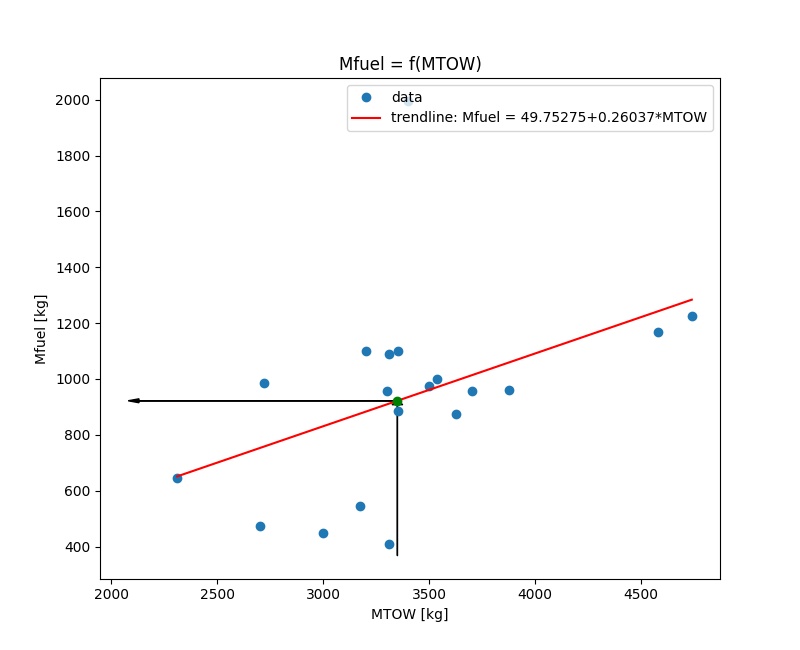 Mfuel = f(MTOW)
data
trendline: Mfuel = 49.75275+0.26037*MTOW
2000
1800
1600
1400
1200
1000
800
600
400
Mfuel [kg]
2000 2500 3000 3500 4000 4500
MTOW [kg]